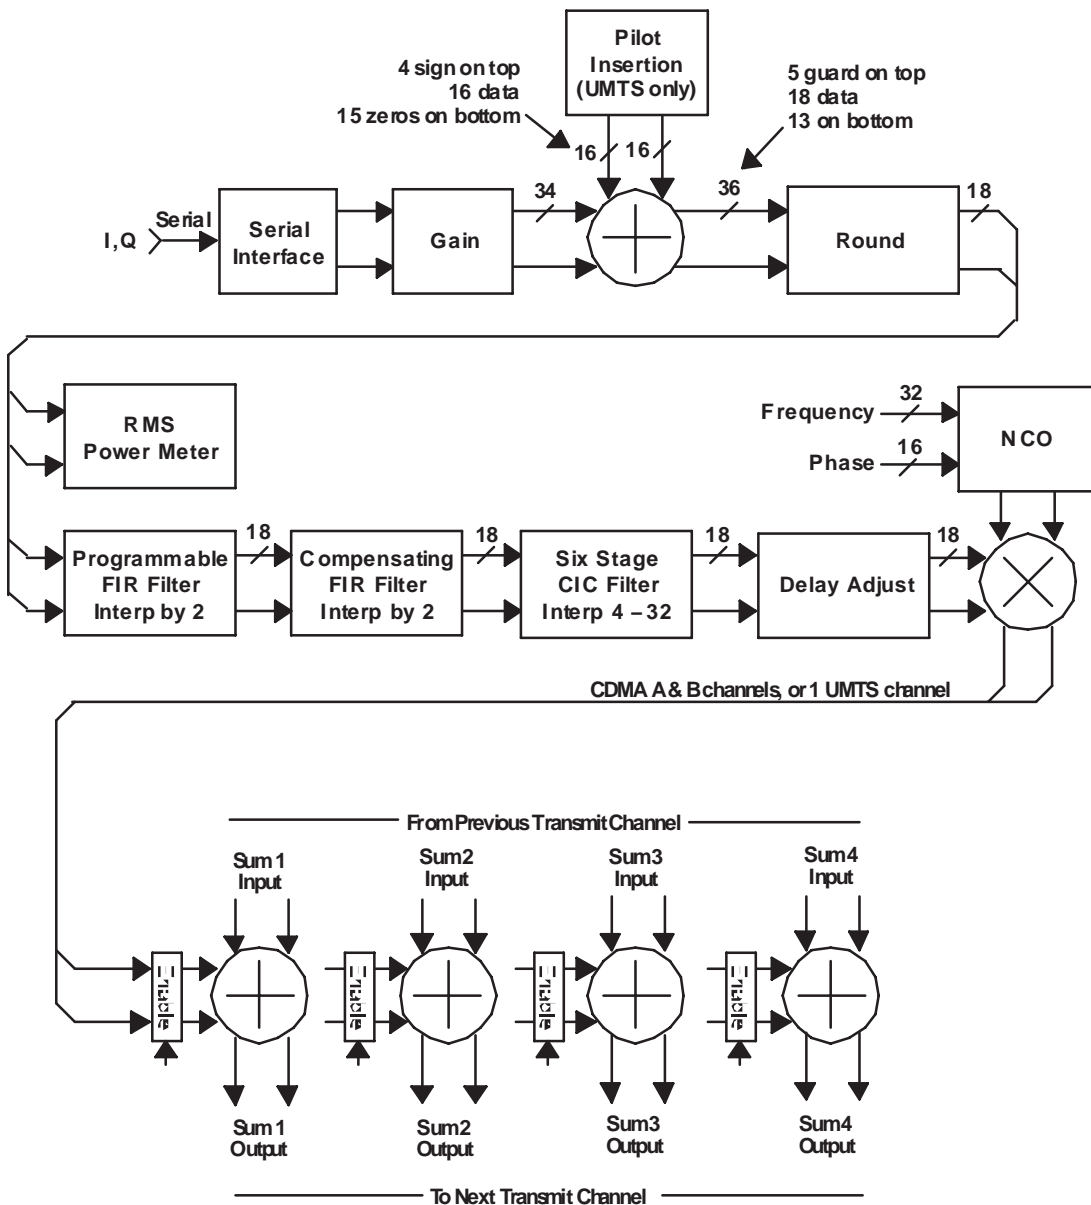 Pilot
Insertion
(UMTS only)
4 sign on top
16 data
15 zeros on bottom
5 guard on top
18 data
13 on bottom
16
16
34
36
18
I,Q
Serial
Serial
Interface
Gain
Round
RMS
Power Meter
Frequency
32
Phase
16
NCO
Programmable
FIR Filter
Interp by 2
18
Compensating
FIR Filter
Interp by 2
18
Six Stage
CIC Filter
Interp 4 – 32
18
Delay Adjust
18
CDMA A & B channels, or 1 UMTS channel
From Previous Transmit Channel
Sum1
Input
Sum2
Input
Sum3
Input
Sum4
Input
Enable
Enable
Enable
Enable
Sum1
Output
Sum2
Output
Sum3
Output
Sum4
Output
To Next Transmit Channel